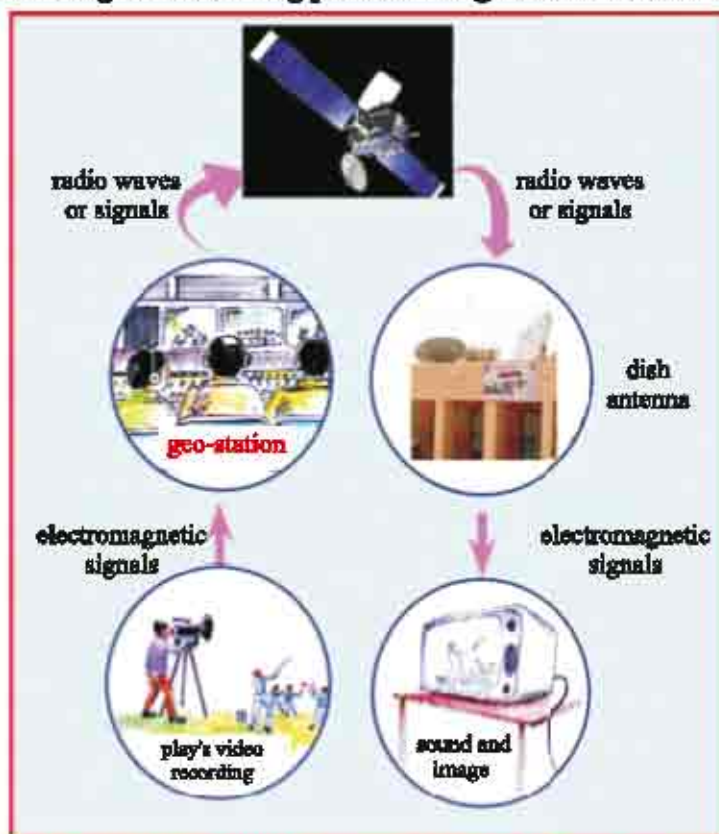 radio waves
or signals
radio waves
or signals
geo-station
dish
antenna
electromagnetic
signals
electromagnetic
signals
play's video
recording
sound and
image